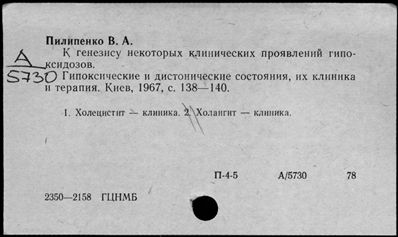 Пилипенко В. А.
К генезису некоторых клинических проявлений гипо-
ксидозов.
А
5730
Гипоксические и дистонические состояния, их клиника
и терапия. Киев, 1967, с. 138—140.
1. Холецистит — клиника. 2. Холангит — клиника.
П-4-5 А/5730 78
2350—2158 ГЦНМБ